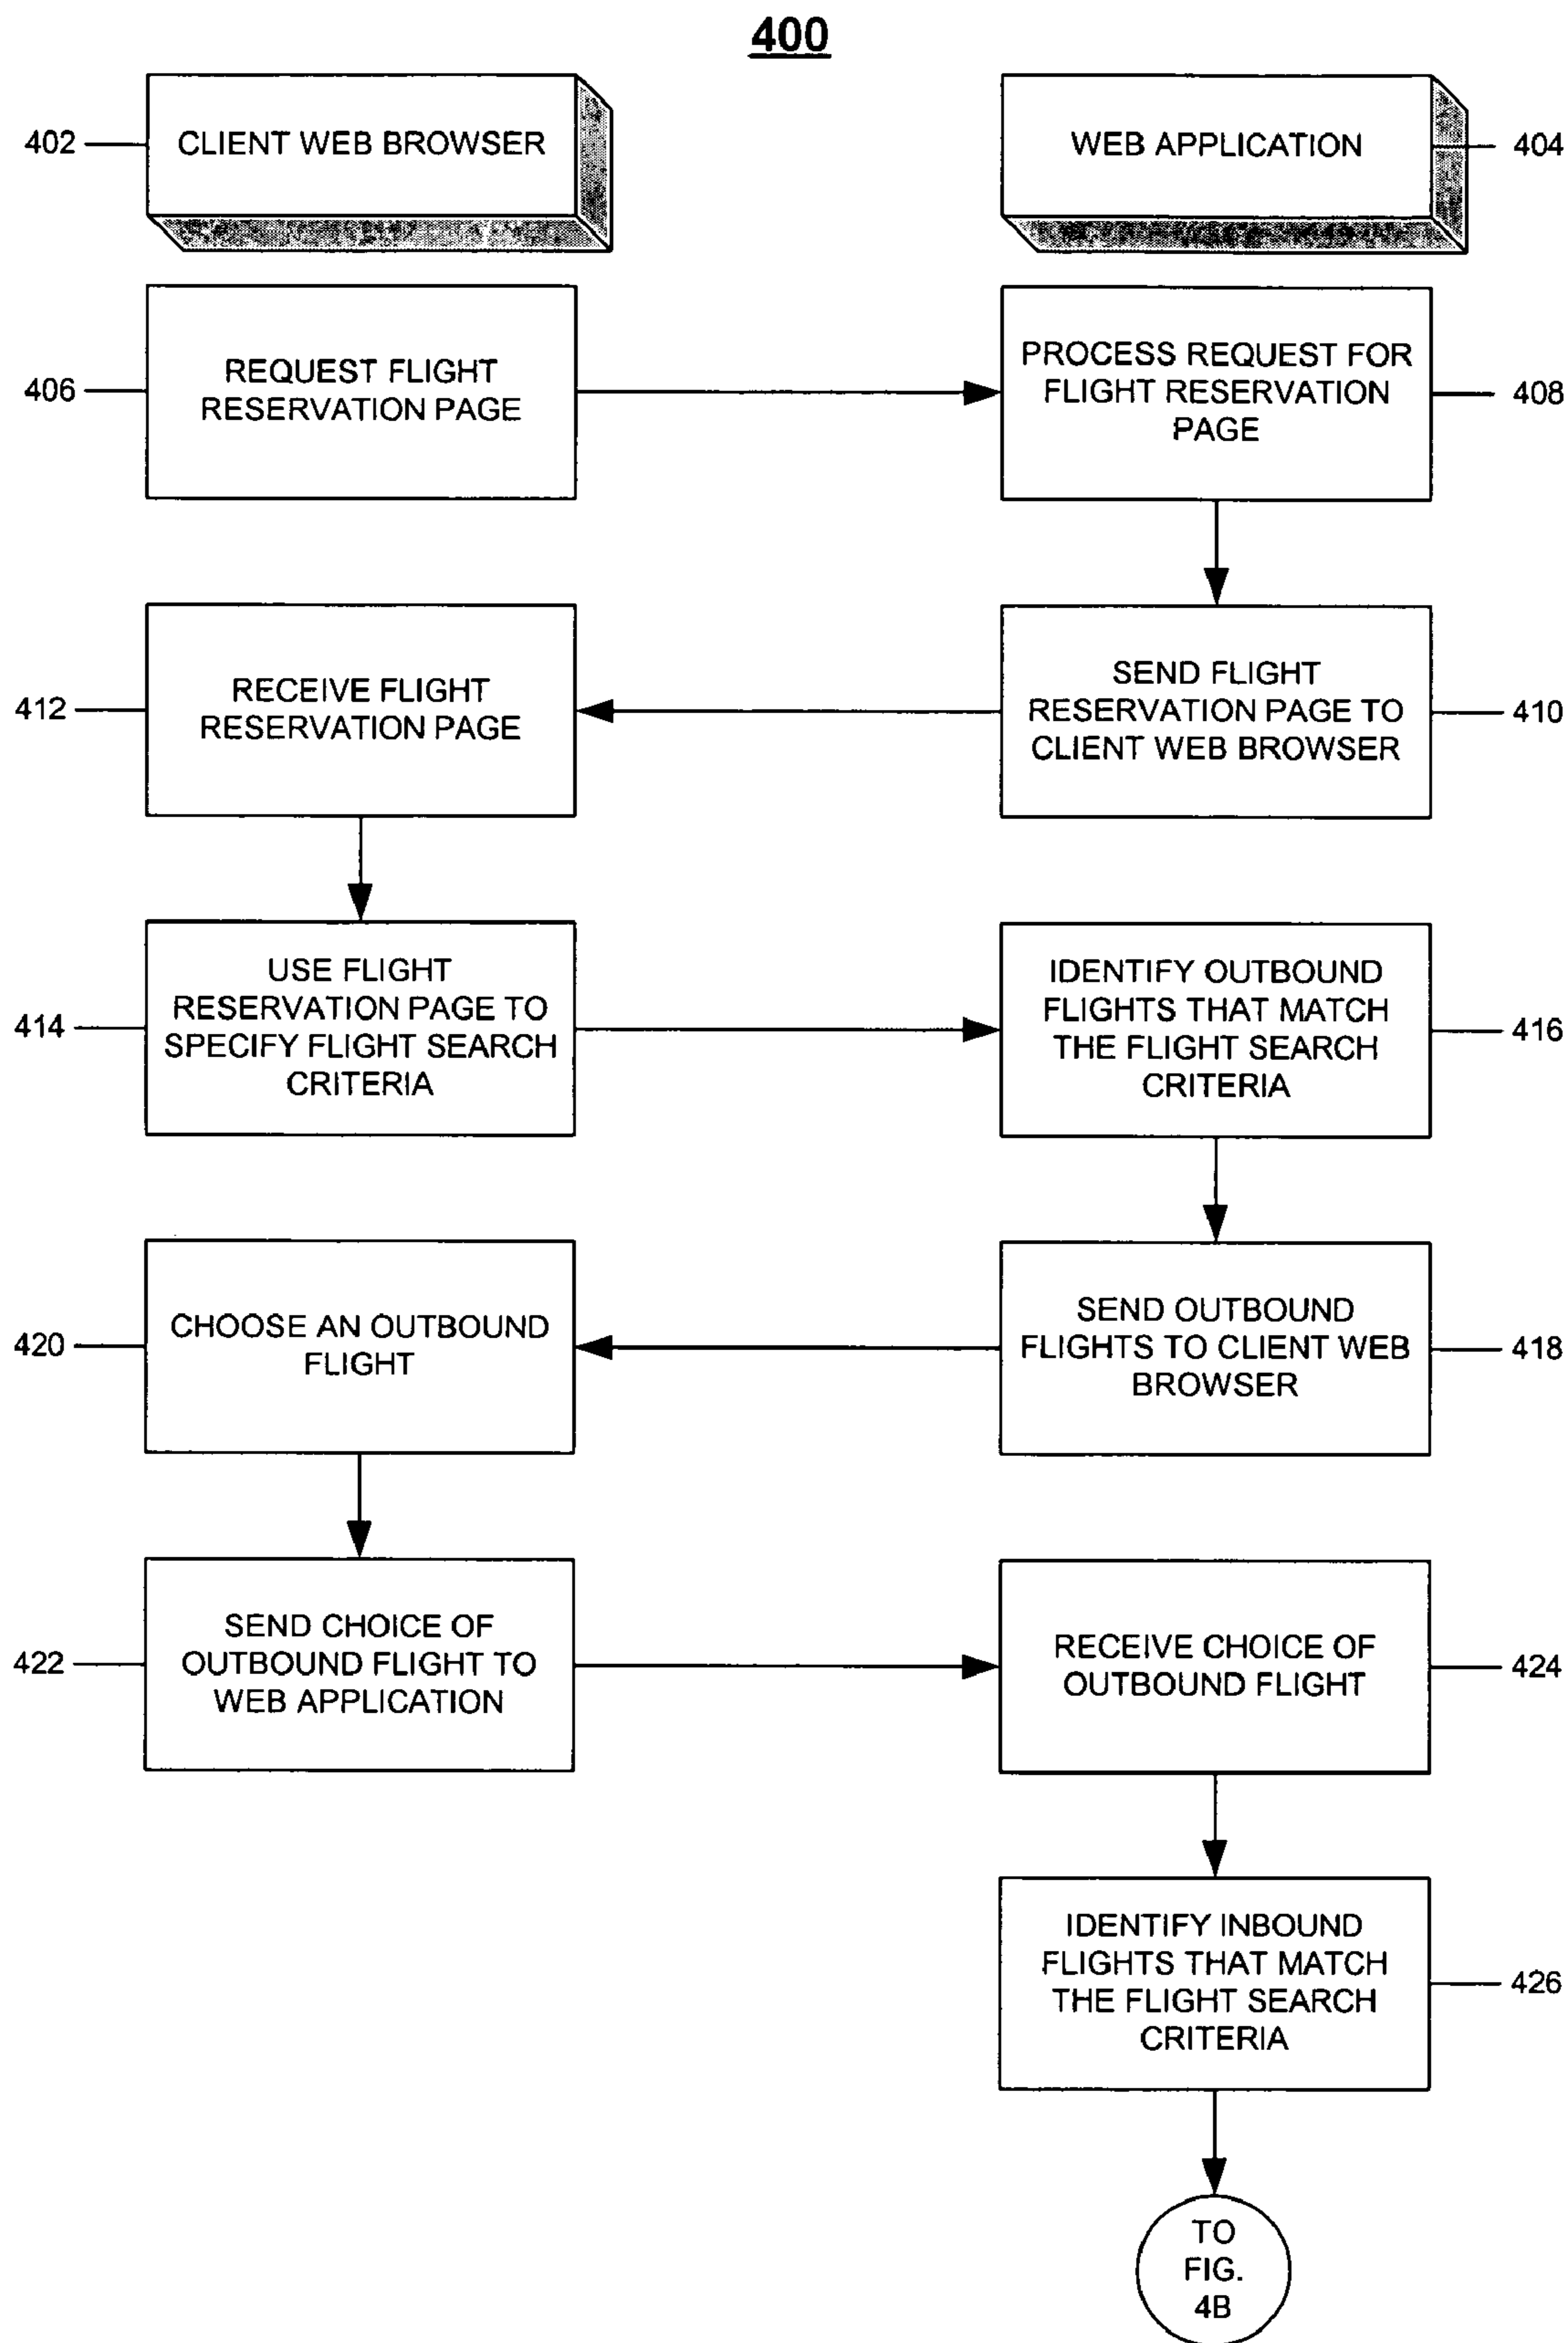 400
402
CLIENT WEB BROWSER
WEB APPLICATION
404
406
REQUEST FLIGHT
RESERVATION PAGE
PROCESS REQUEST FOR
FLIGHT RESERVATION
PAGE
408
412
RECEIVE FLIGHT
RESERVATION PAGE
SEND FLIGHT
RESERVATION PAGE TO
CLIENT WEB BROWSER
410
414
USE FLIGHT
RESERVATION PAGE TO
SPECIFY FLIGHT SEARCH
CRITERIA
IDENTIFY OUTBOUND
FLIGHTS THAT MATCH
THE FLIGHT SEARCH
CRITERIA
416
420
CHOOSE AN OUTBOUND
FLIGHT
SEND OUTBOUND
FLIGHTS TO CLIENT WEB
BROWSER
418
422
SEND CHOICE OF
OUTBOUND FLIGHT TO
WEB APPLICATION
RECEIVE CHOICE OF
OUTBOUND FLIGHT
424
IDENTIFY INBOUND
FLIGHTS THAT MATCH
THE FLIGHT SEARCH
CRITERIA
426
TO
FIG.
4B